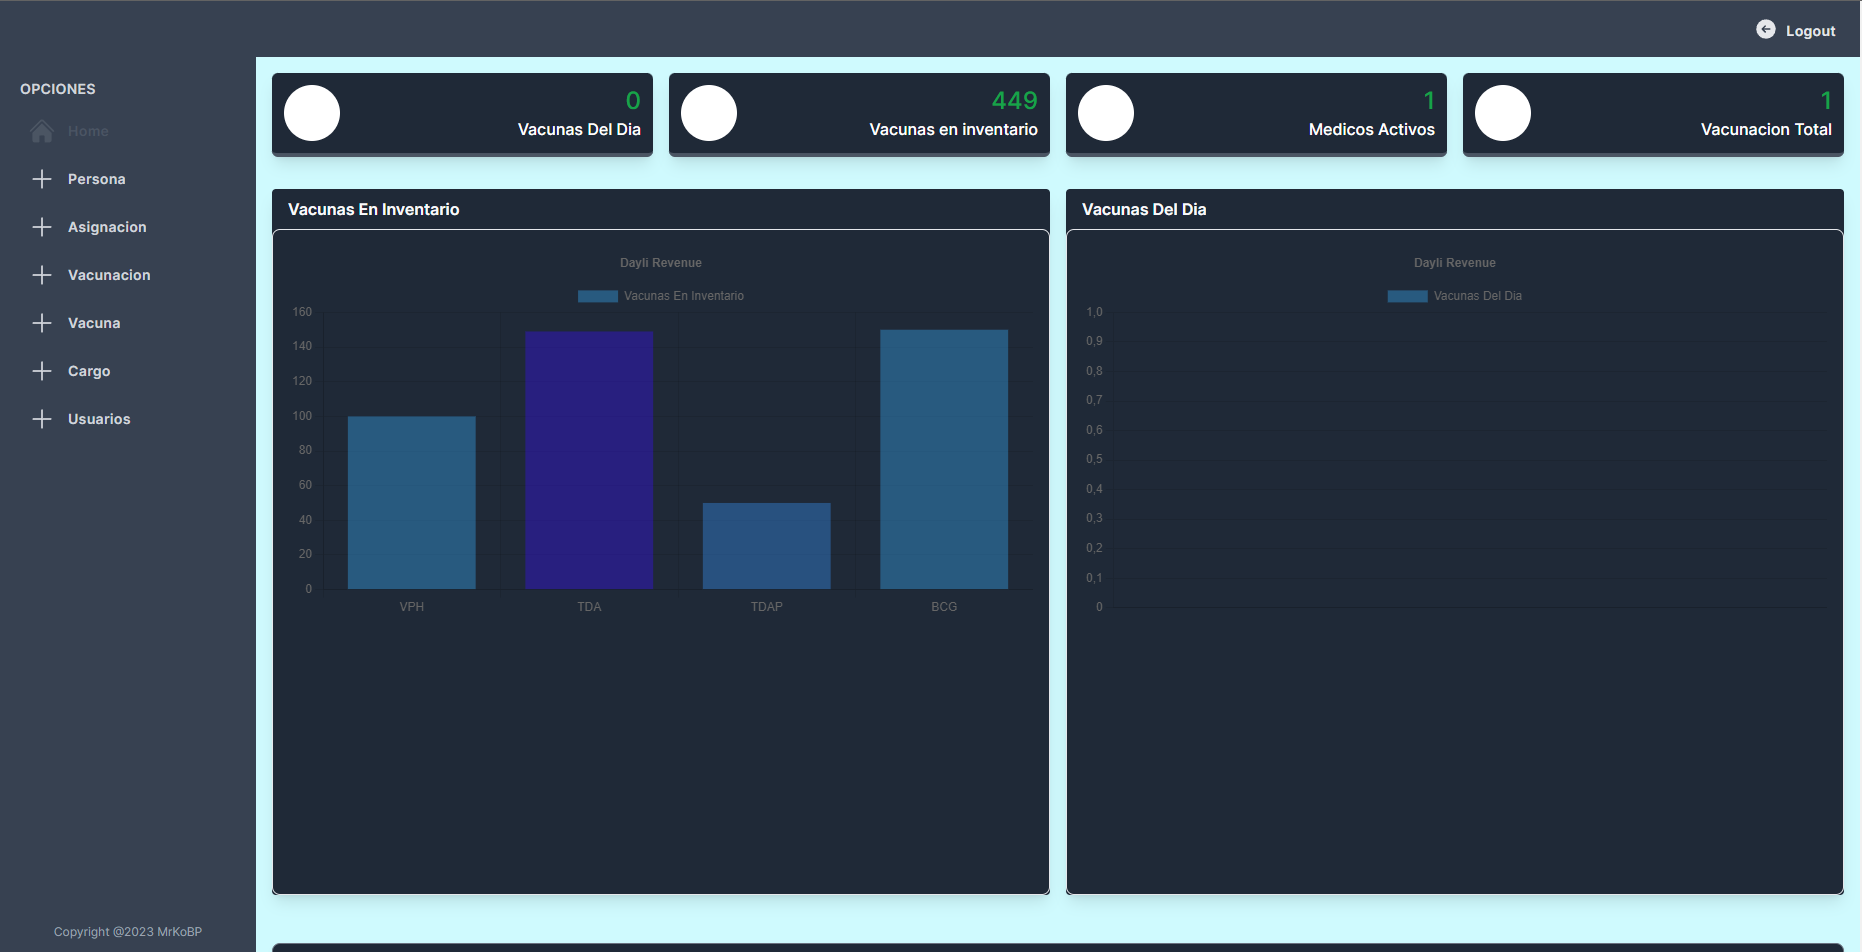 Logout
OPCIONES
Home
Persona
Asignacion
Vacunacion
Vacuna
Cargo
Usuarios
Copyright @2023 MrKoBP
0
Vacunas Del Dia
449
Vacunas en inventario
1
Medicos Activos
1
Vacunacion Total
Vacunas En Inventario
Dayli Revenue
Vacunas En Inventario
160
140
120
100
80
60
40
20
0
VPH TDA TDAP BCG
Vacunas Del Dia
Dayli Revenue
Vacunas Del Dia
1,0
0,9
0,8
0,7
0,6
0,5
0,4
0,3
0,2
0,1
0